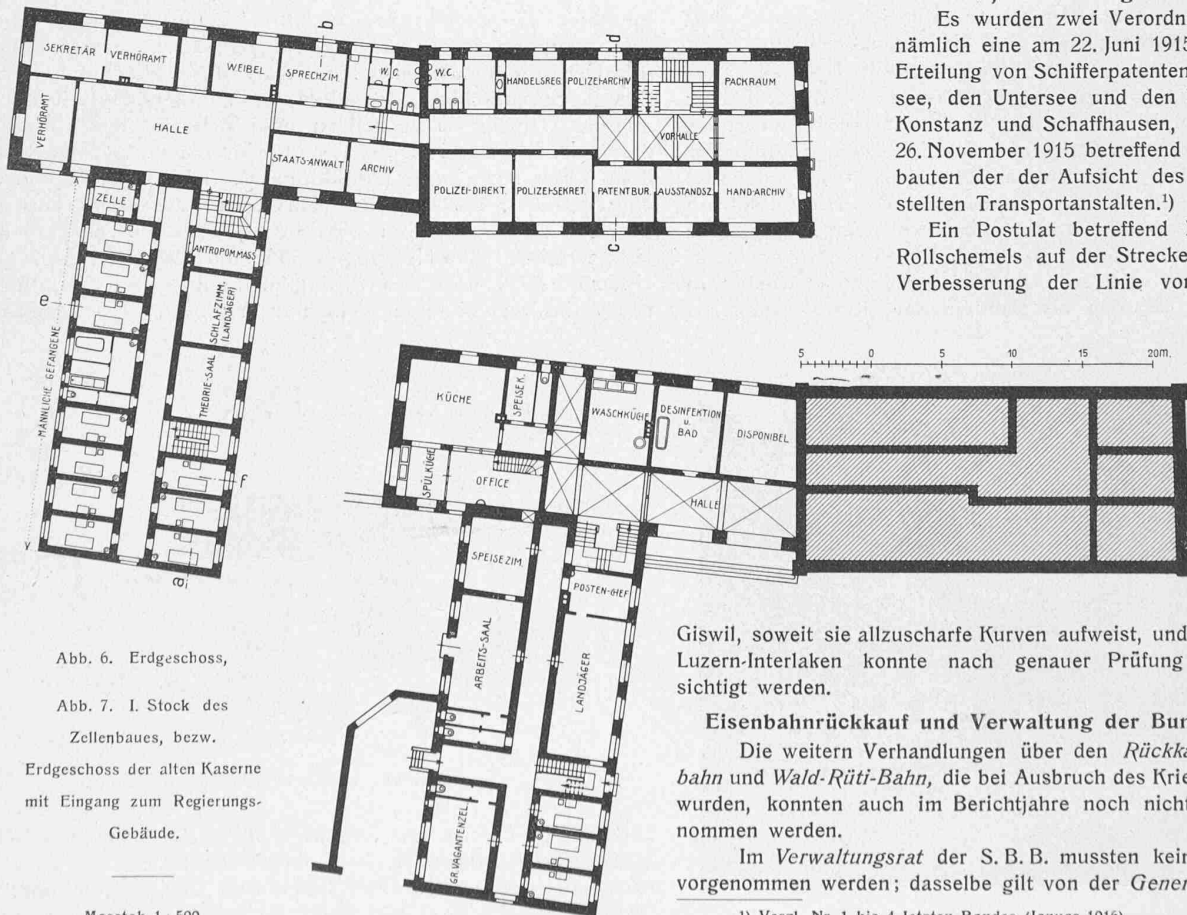 Es wurden zwei Verordn
nämlich eine am 22. Juni 1915
Erteilung von Schifferpatenten
see, den Untersee und den
Konstanz und Schaffhausen,
26. November 1915 betreffend
bauten der der Aufsicht des
stellten Transportanstalten.¹)
Ein Postulat betreffend
Rollschemels auf der Strecke
Verbesserung der Linie vor
b
d
SEKRETÄR
VERHÖRAMT
WEIBEL
SPRECHZIM.
W.C.
W.C.
HANDELSREG.
POLIZEI-ARCHIV
PACKRAUM
VERHÖRAMT
HALLE
VORHALLE
STAATS-ANWALT
ARCHIV
POLIZEI-DIREKT.
POLIZEI-SEKRET.
PATENTBUR.
AUSSTANDSZ.
HAND-ARCHIV
c
ZELLE
ANTROPOM.MASS
SCHLAFZIMM.
(LANDJÄGER)
e
THEORIE-SAAL
MÄNNLICHE GEFANGENE
f
a
5 0 5 10 15 20m.
KÜCHE
SPEISEK.
WASCHKÜCHE
DESINFEKTION
u.
BAD
DISPONIBEL
SPÜLKÜCHE
OFFICE
HALLE
SPEISEZIM.
POSTEN-CHEF
ARBEITS-SAAL
LANDJÄGER
GR. VAGANTENZEL.
Abb. 6. Erdgeschoss,
Abb. 7. I. Stock des
Zellenbaues, bezw.
Erdgeschoss der alten Kaserne
mit Eingang zum Regierungs-
Gebäude.
Masstab 1 : 500.
Giswil, soweit sie allzuscharfe Kurven aufweist, und
Luzern-Interlaken konnte nach genauer Prüfung
sichtigt werden.
Eisenbahnrückkauf und Verwaltung der Bun
Die weitern Verhandlungen über den Rückka
bahn und Wald-Rüti-Bahn, die bei Ausbruch des Krie
wurden, konnten auch im Berichtjahre noch nicht
nommen werden.
Im Verwaltungsrat der S. B. B. mussten kein
vorgenommen werden; dasselbe gilt von der Gener